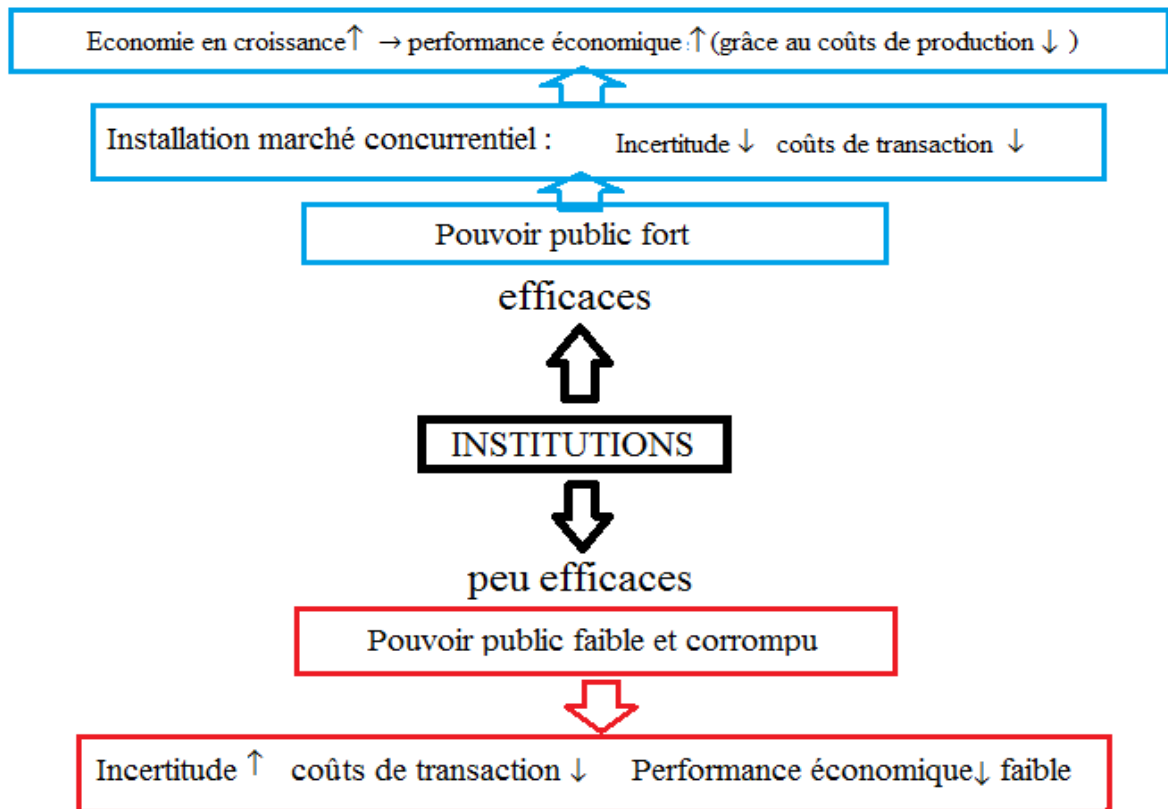 Economie en croissance↑ → performance économique ↑(grâce au coûts de production ↓ )
Installation marché concurrentiel : Incertitude ↓ coûts de transaction ↓
Pouvoir public fort
efficaces
INSTITUTIONS
peu efficaces
Pouvoir public faible et corrompu
Incertitude ↑ coûts de transaction ↓ Performance économique↓ faible